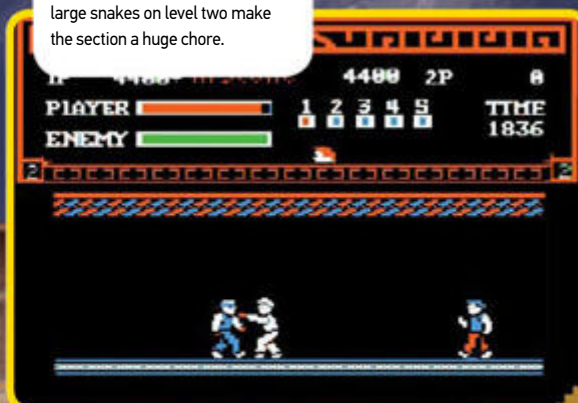 large snakes on level two make
the section a huge chore.
4400 2P 0
PLAYER 1 2 3 4 5 TIME
ENEMY 1836
2 2